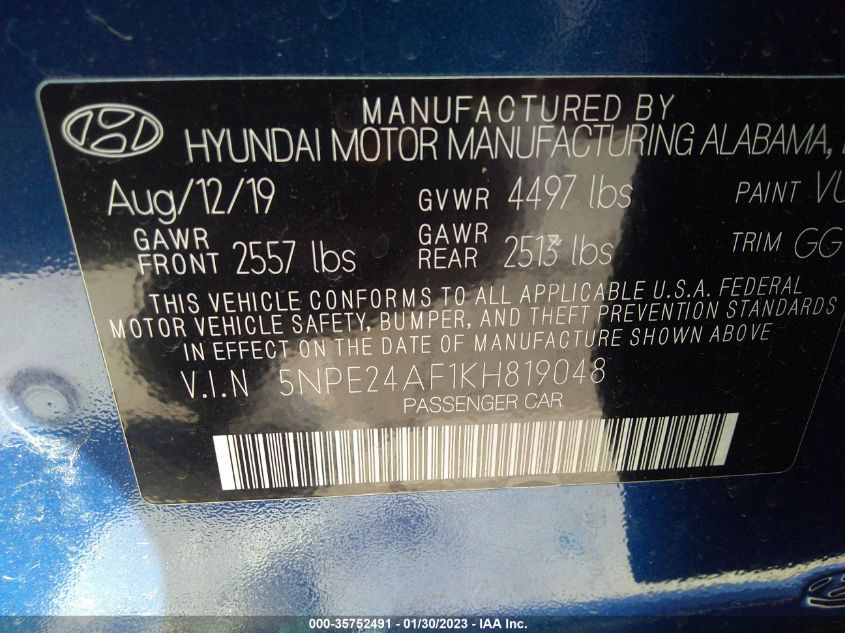 MANUFACTURED BY
HYUNDAI MOTOR MANUFACTURING ALABAMA,
Aug/12/19 GVWR 4497 lbs PAINT VU
GAWR FRONT 2557 lbs GAWR REAR lbs TRIM GG
THIS VEHICLE CONFORMS TO ALL APPLICABLE U.S.A. FEDERAL
MOTOR VEHICLE SAFETY, BUMPER, AND THEFT PREVENTION STANDARDS
IN EFFECT ON THE DATE OF MANUFACTURE SHOWN ABOVE
V.I.N 5NPE24AF1KH819048
PASSENGER CAR
000-35752491 - 01/30/2023 - IAA Inc.